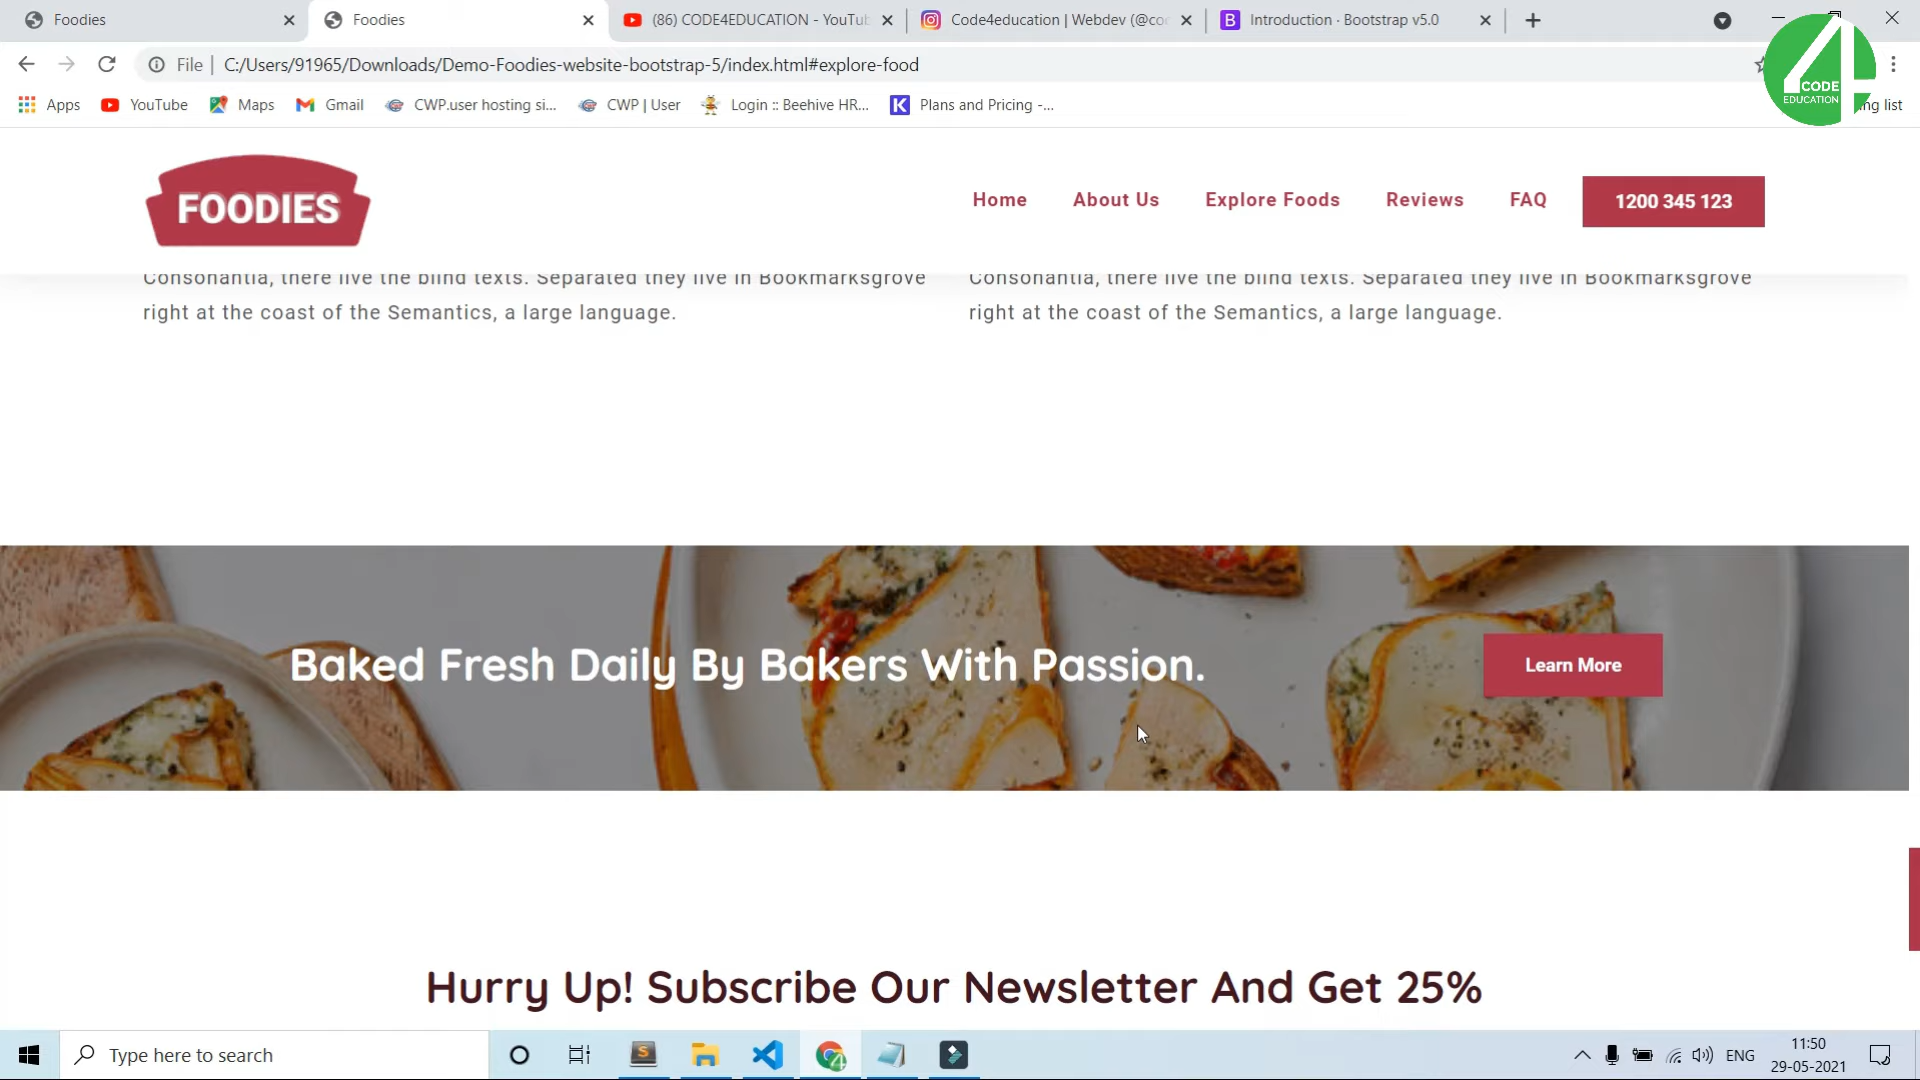 Foodies
Foodies
(86) CODE4EDUCATION - YouTu
Code4education | Webdev (@co
Introduction · Bootstrap v5.0
File | C:/Users/91965/Downloads/Demo-Foodies-website-bootstrap-5/index.html#explore-food
Apps
YouTube
Maps
Gmail
CWP.user hosting si...
CWP | User
Login :: Beehive HR...
K
Plans and Pricing -...
ng list
4
CODE
EDUCATION
FOODIES
Home
About Us
Explore Foods
Reviews
FAQ
1200 345 123
Consonantia, there live the blind texts. Separated they live in Bookmarksgrove
right at the coast of the Semantics, a large language.
Consonantia, there live the blind texts. Separated they live in Bookmarksgrove
right at the coast of the Semantics, a large language.
Baked Fresh Daily By Bakers With Passion.
Learn More
Hurry Up! Subscribe Our Newsletter And Get 25%
Type here to search
ENG
11:50
29-05-2021